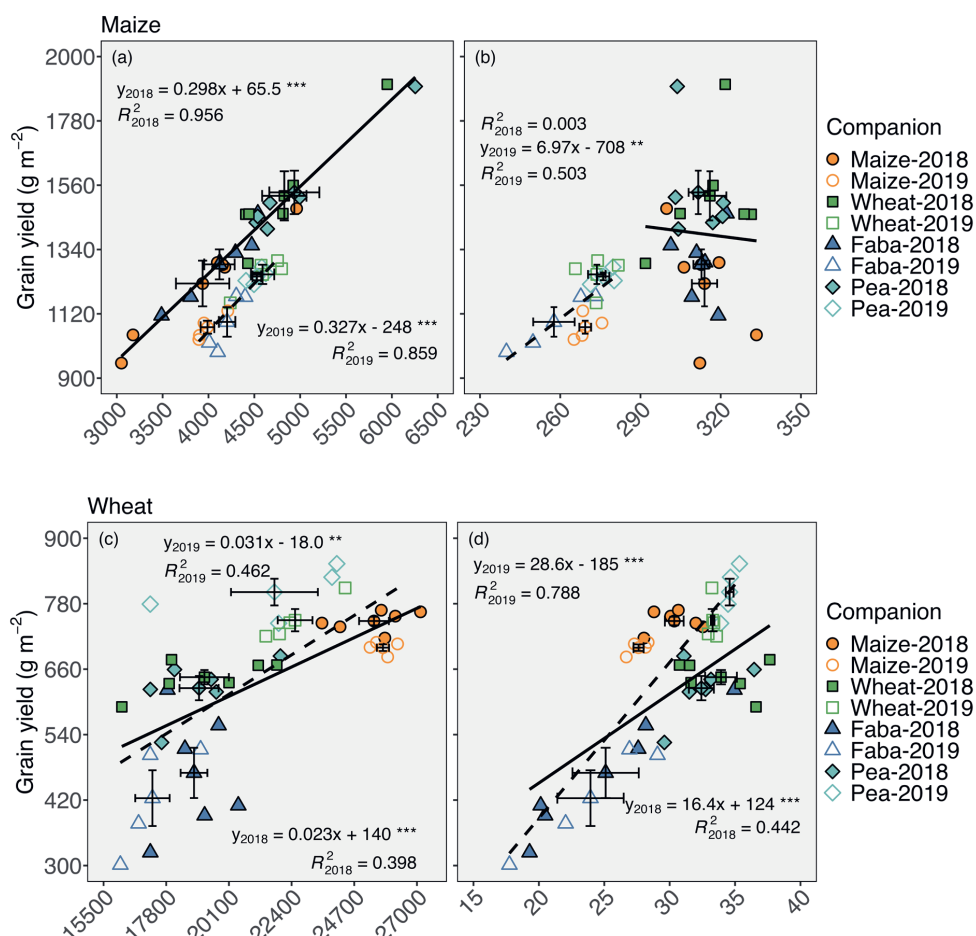 Maize
(a)
y2018 = 0.298x + 65.5 ***
R²2018 = 0.956
y2019 = 0.327x - 248 ***
R²2019 = 0.859
2000
1780
1560
1340
1120
900
Grain yield (g m⁻²)
3000 3500 4000 4500 5000 5500 6000 6500
(b)
R²2018 = 0.003
y2019 = 6.97x - 708 **
R²2019 = 0.503
230 260 290 320 350
Companion
Maize-2018
Maize-2019
Wheat-2018
Wheat-2019
Faba-2018
Faba-2019
Pea-2018
Pea-2019
Wheat
(c)
y2019 = 0.031x - 18.0 **
R²2019 = 0.462
y2018 = 0.023x + 140 ***
R²2018 = 0.398
900
780
660
540
420
300
Grain yield (g m⁻²)
15500 17800 20100 22400 24700 27000
(d)
y2019 = 28.6x - 185 ***
R²2019 = 0.788
y2018 = 16.4x + 124 ***
R²2018 = 0.442
15 20 25 30 35 40
Companion
Maize-2018
Maize-2019
Wheat-2018
Wheat-2019
Faba-2018
Faba-2019
Pea-2018
Pea-2019